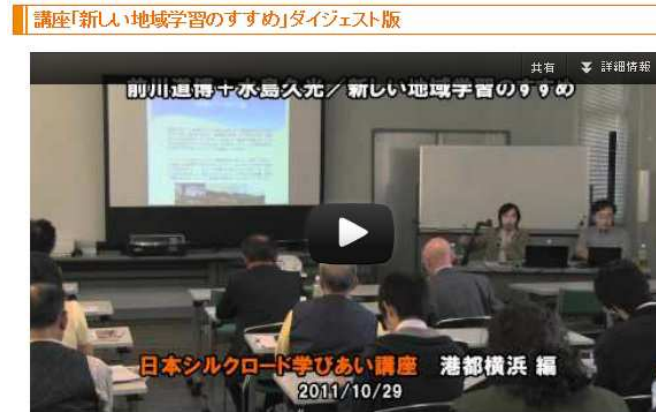 講座「新しい地域学習のすすめ」ダイジェスト版
共有 詳細情報
前川道博+水島久光／新しい地域学習のすすめ
日本シルクロード学びあい講座 港都横浜 編
2011/10/29